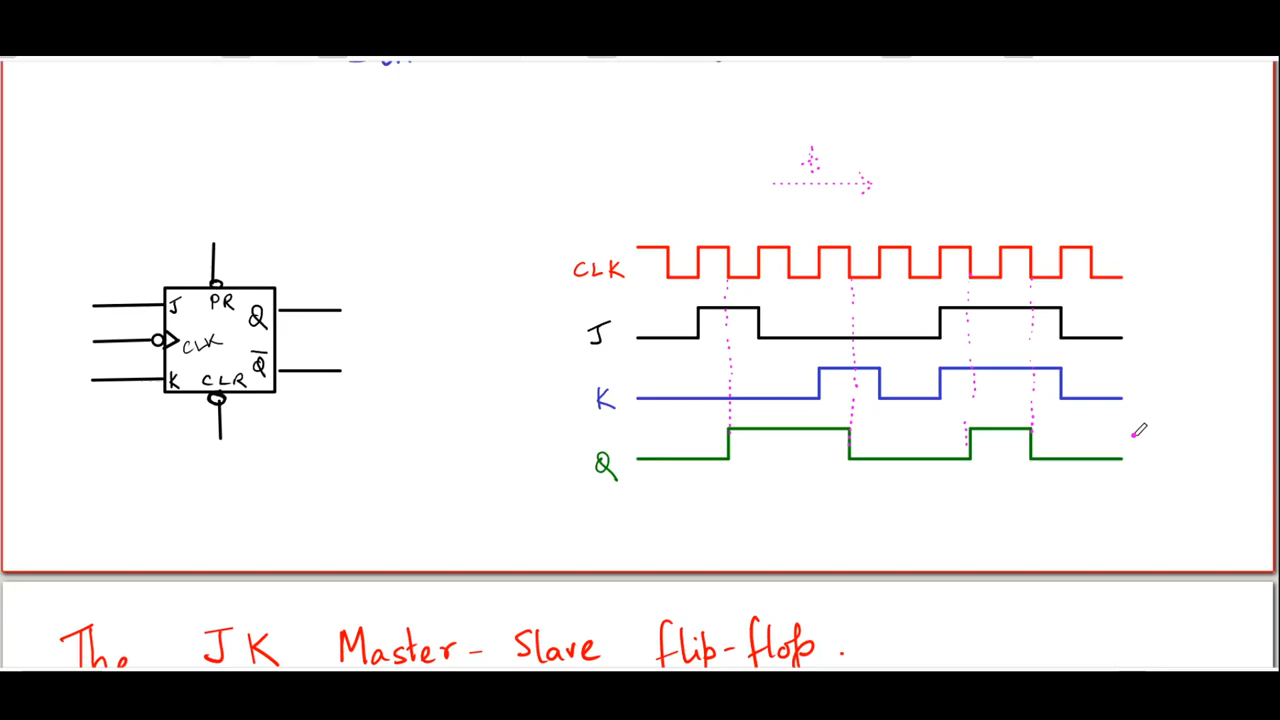 t
CLK
J
PR
Q
CLK
K
CLR
Q̅
J
K
Q
The JK Master-Slave flip-flop.